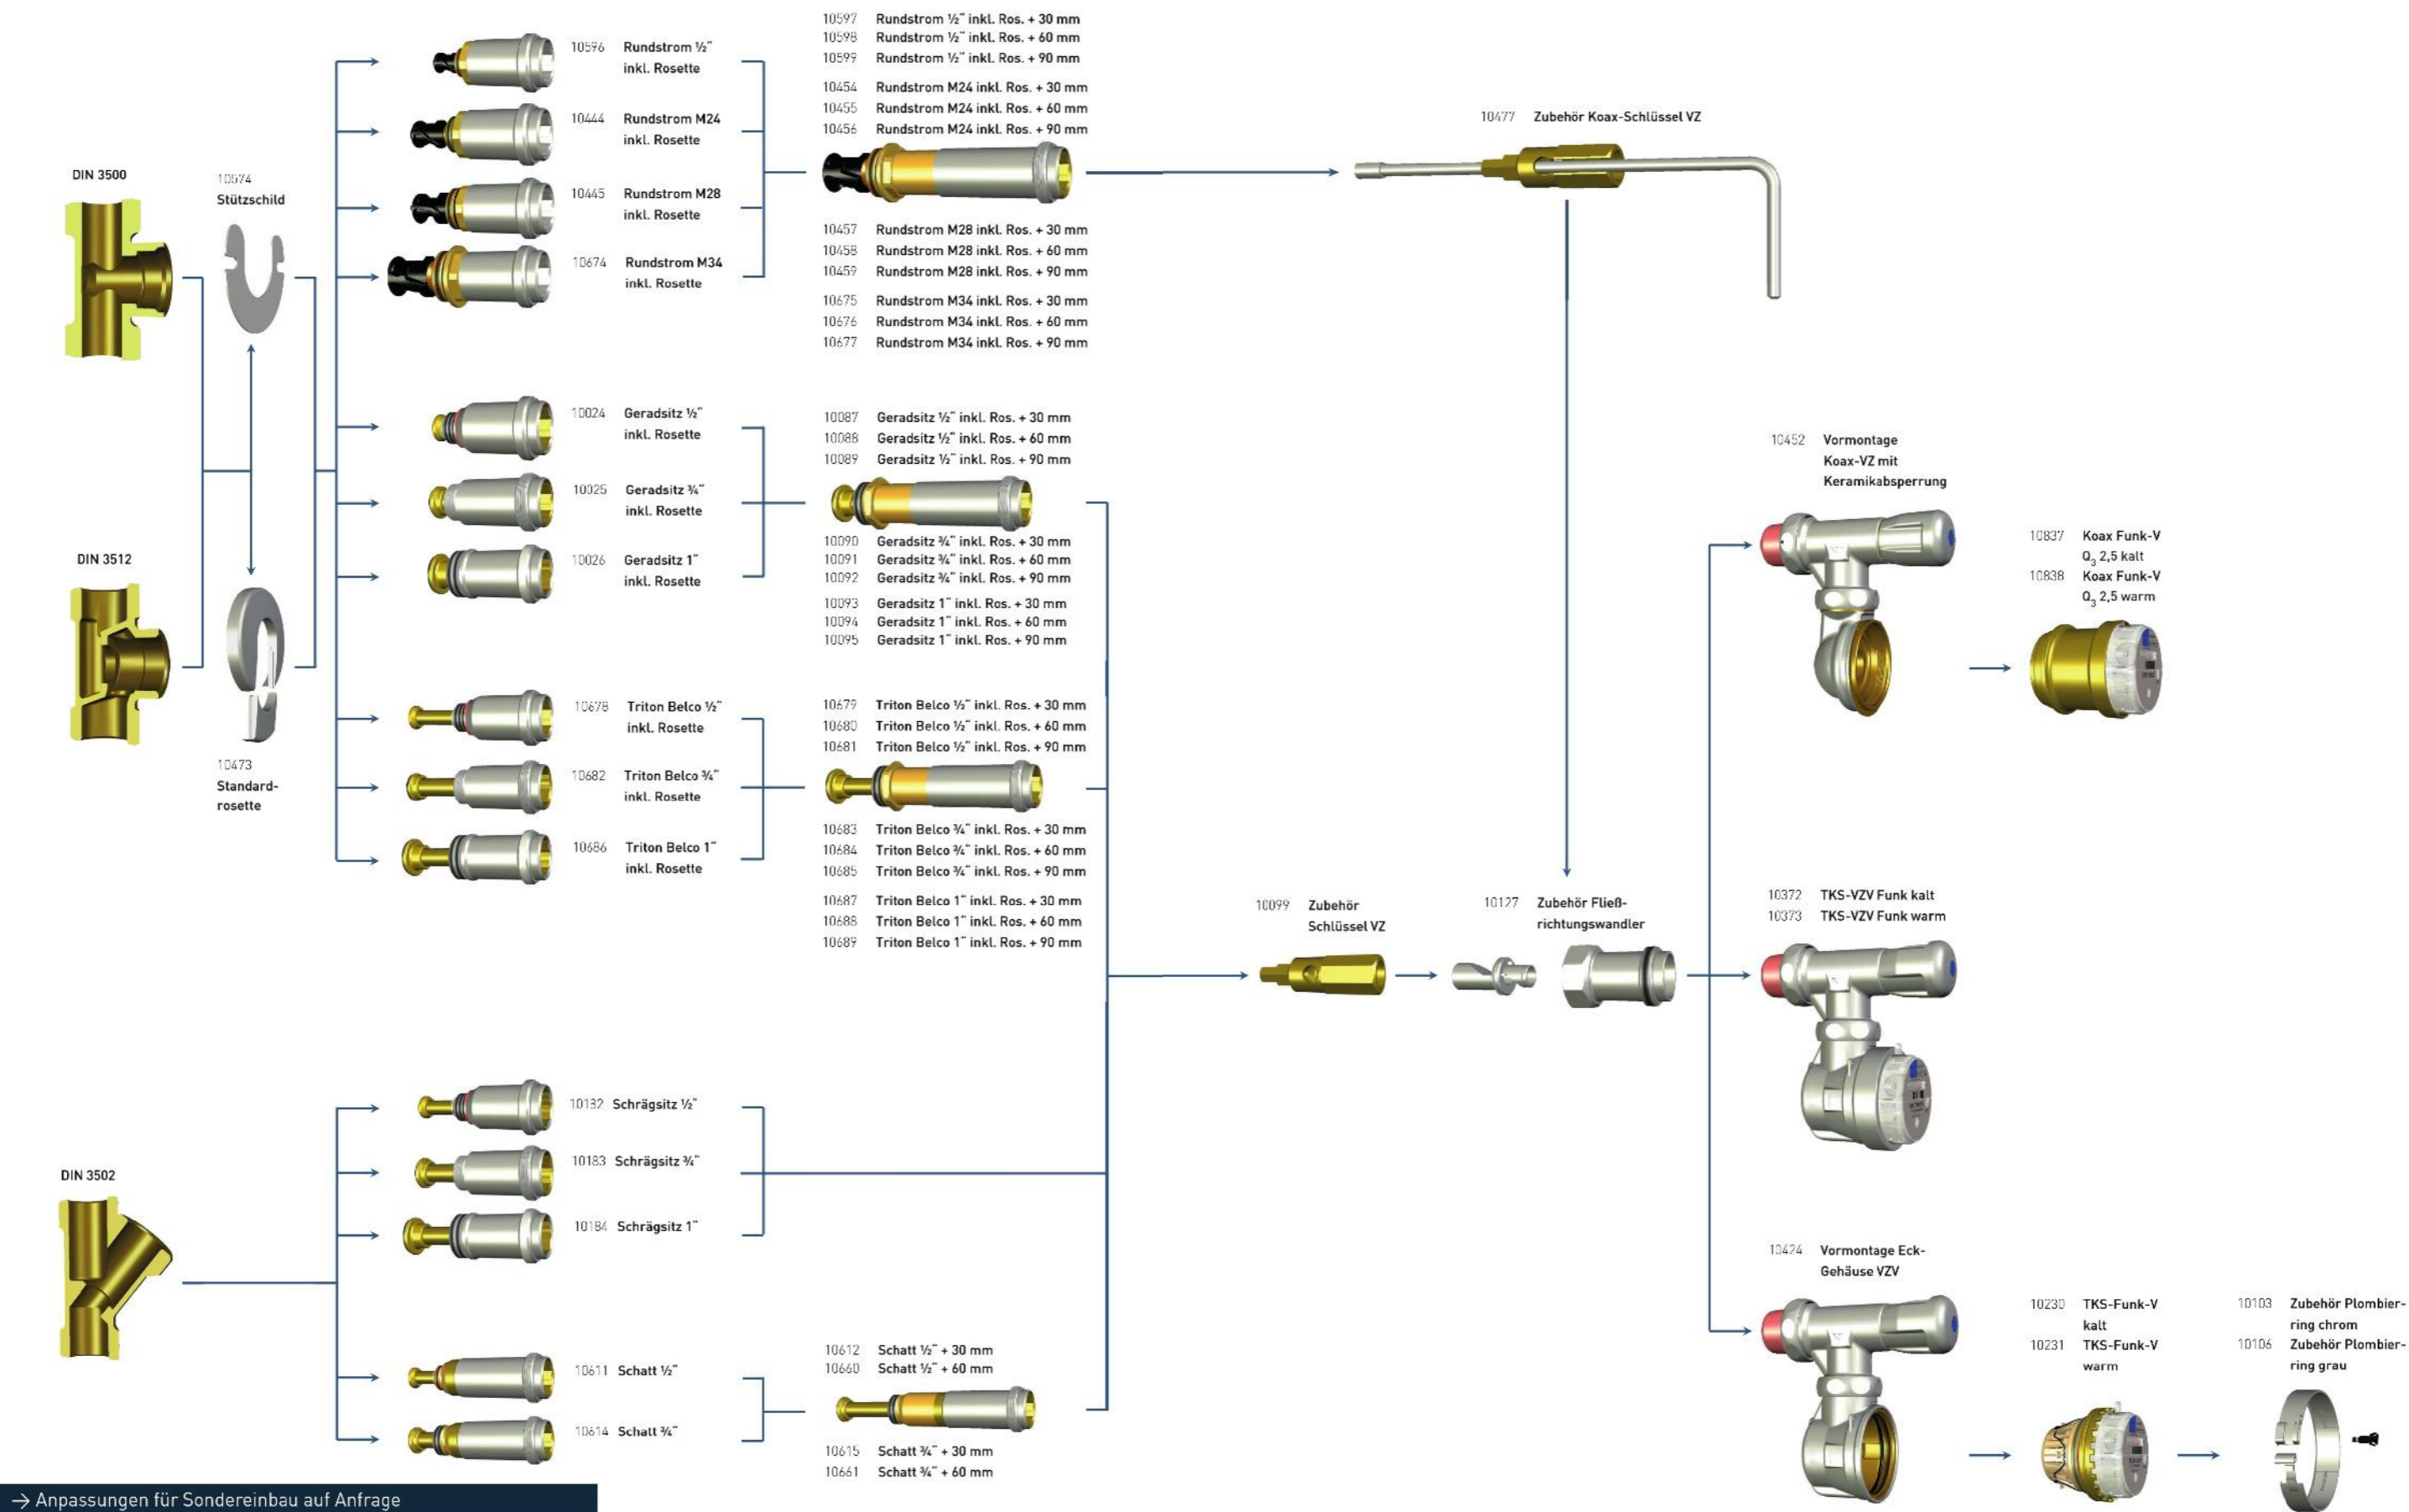 DIN 3500
10574
Stützschild
DIN 3512
10473
Standard-
rosette
10596 Rundstrom ½"
inkl. Rosette
10444 Rundstrom M24
inkl. Rosette
10445 Rundstrom M28
inkl. Rosette
10674 Rundstrom M34
inkl. Rosette
10597 Rundstrom ½" inkl. Ros. + 30 mm
10598 Rundstrom ½" inkl. Ros. + 60 mm
10599 Rundstrom ½" inkl. Ros. + 90 mm
10454 Rundstrom M24 inkl. Ros. + 30 mm
10455 Rundstrom M24 inkl. Ros. + 60 mm
10456 Rundstrom M24 inkl. Ros. + 90 mm
10457 Rundstrom M28 inkl. Ros. + 30 mm
10458 Rundstrom M28 inkl. Ros. + 60 mm
10459 Rundstrom M28 inkl. Ros. + 90 mm
10675 Rundstrom M34 inkl. Ros. + 30 mm
10676 Rundstrom M34 inkl. Ros. + 60 mm
10677 Rundstrom M34 inkl. Ros. + 90 mm
10477 Zubehör Koax-Schlüssel VZ
10024 Geradsitz ½"
inkl. Rosette
10025 Geradsitz ¾"
inkl. Rosette
10026 Geradsitz 1"
inkl. Rosette
10087 Geradsitz ½" inkl. Ros. + 30 mm
10088 Geradsitz ½" inkl. Ros. + 60 mm
10089 Geradsitz ½" inkl. Ros. + 90 mm
10090 Geradsitz ¾" inkl. Ros. + 30 mm
10091 Geradsitz ¾" inkl. Ros. + 60 mm
10092 Geradsitz ¾" inkl. Ros. + 90 mm
10093 Geradsitz 1" inkl. Ros. + 30 mm
10094 Geradsitz 1" inkl. Ros. + 60 mm
10095 Geradsitz 1" inkl. Ros. + 90 mm
10678 Triton Belco ½"
inkl. Rosette
10682 Triton Belco ¾"
inkl. Rosette
10686 Triton Belco 1"
inkl. Rosette
10679 Triton Belco ½" inkl. Ros. + 30 mm
10680 Triton Belco ½" inkl. Ros. + 60 mm
10681 Triton Belco ½" inkl. Ros. + 90 mm
10683 Triton Belco ¾" inkl. Ros. + 30 mm
10684 Triton Belco ¾" inkl. Ros. + 60 mm
10685 Triton Belco ¾" inkl. Ros. + 90 mm
10687 Triton Belco 1" inkl. Ros. + 30 mm
10688 Triton Belco 1" inkl. Ros. + 60 mm
10689 Triton Belco 1" inkl. Ros. + 90 mm
10099 Zubehör
Schlüssel VZ
10127 Zubehör Fließ-
richtungswandler
10452 Vormontage
Koax-VZ mit
Keramikabsperrung
10837 Koax Funk-V
Q3 2,5 kalt
10838 Koax Funk-V
Q3 2,5 warm
10372 TKS-VZV Funk kalt
10373 TKS-VZV Funk warm
DIN 3502
10182 Schrägsitz ½"
10183 Schrägsitz ¾"
10184 Schrägsitz 1"
10611 Schatt ½"
10614 Schatt ¾"
10612 Schatt ½" + 30 mm
10660 Schatt ½" + 60 mm
10615 Schatt ¾" + 30 mm
10661 Schatt ¾" + 60 mm
10424 Vormontage Eck-
Gehäuse VZV
10230 TKS-Funk-V
kalt
10231 TKS-Funk-V
warm
10103 Zubehör Plombier-
ring chrom
10106 Zubehör Plombier-
ring grau
→ Anpassungen für Sondereinbau auf Anfrage